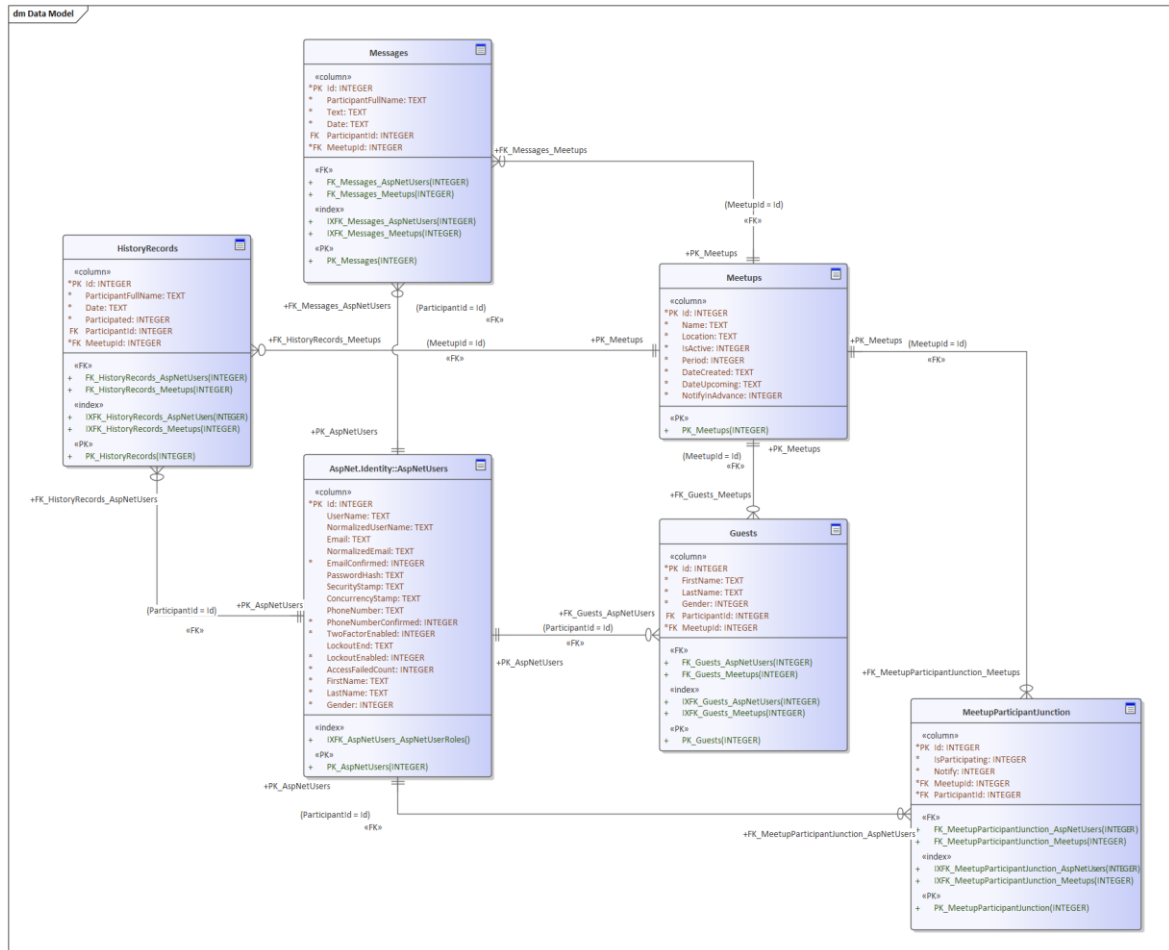 dm Data Model
Messages
«column»
*PK Id: INTEGER
* ParticipantFullName: TEXT
* Text: TEXT
* Date: TEXT
FK ParticipantId: INTEGER
*FK MeetupId: INTEGER
«FK»
+ FK_Messages_AspNetUsers(INTEGER)
+ FK_Messages_Meetups(INTEGER)
«index»
+ IXFK_Messages_AspNetUsers(INTEGER)
+ IXFK_Messages_Meetups(INTEGER)
«PK»
+ PK_Messages(INTEGER)
+FK_Messages_Meetups
(MeetupId = Id)
«FK»
+PK_Meetups
HistoryRecords
«column»
*PK Id: INTEGER
* ParticipantFullName: TEXT
* Date: TEXT
* Participated: INTEGER
FK ParticipantId: INTEGER
*FK MeetupId: INTEGER
«FK»
+ FK_HistoryRecords_AspNetUsers(INTEGER)
+ FK_HistoryRecords_Meetups(INTEGER)
«index»
+ IXFK_HistoryRecords_AspNetUsers(INTEGER)
+ IXFK_HistoryRecords_Meetups(INTEGER)
«PK»
+ PK_HistoryRecords(INTEGER)
+FK_Messages_AspNetUsers
(ParticipantId = Id)
«FK»
+FK_HistoryRecords_Meetups
(MeetupId = Id)
«FK»
+PK_Meetups
+PK_AspNetUsers
Meetups
«column»
*PK Id: INTEGER
* Name: TEXT
* Location: TEXT
* IsActive: INTEGER
* Period: INTEGER
* DateCreated: TEXT
* DateUpcoming: TEXT
* NotifyInAdvance: INTEGER
«PK»
+ PK_Meetups(INTEGER)
+PK_Meetups
(MeetupId = Id)
«FK»
+PK_Meetups
(MeetupId = Id)
«FK»
+FK_Guests_Meetups
AspNet.Identity::AspNetUsers
«column»
*PK Id: INTEGER
UserName: TEXT
NormalizedUserName: TEXT
Email: TEXT
NormalizedEmail: TEXT
* EmailConfirmed: INTEGER
PasswordHash: TEXT
SecurityStamp: TEXT
ConcurrencyStamp: TEXT
PhoneNumber: TEXT
* PhoneNumberConfirmed: INTEGER
* TwoFactorEnabled: INTEGER
LockoutEnd: TEXT
* LockoutEnabled: INTEGER
* AccessFailedCount: INTEGER
* FirstName: TEXT
* LastName: TEXT
* Gender: INTEGER
«index»
+ IXFK_AspNetUsers_AspNetUserRoles()
«PK»
+ PK_AspNetUsers(INTEGER)
+FK_HistoryRecords_AspNetUsers
(ParticipantId = Id)
«FK»
+PK_AspNetUsers
+FK_Guests_AspNetUsers
(ParticipantId = Id)
«FK»
+PK_AspNetUsers
Guests
«column»
*PK Id: INTEGER
* FirstName: TEXT
* LastName: TEXT
* Gender: INTEGER
FK ParticipantId: INTEGER
*FK MeetupId: INTEGER
«FK»
+ FK_Guests_AspNetUsers(INTEGER)
+ FK_Guests_Meetups(INTEGER)
«index»
+ IXFK_Guests_AspNetUsers(INTEGER)
+ IXFK_Guests_Meetups(INTEGER)
«PK»
+ PK_Guests(INTEGER)
+FK_MeetupParticipantJunction_Meetups
+PK_AspNetUsers
(ParticipantId = Id)
«FK»
+FK_MeetupParticipantJunction_AspNetUsers
MeetupParticipantJunction
«column»
*PK Id: INTEGER
* IsParticipating: INTEGER
* Notify: INTEGER
*FK MeetupId: INTEGER
*FK ParticipantId: INTEGER
«FK»
+ FK_MeetupParticipantJunction_AspNetUsers(INTEGER)
+ FK_MeetupParticipantJunction_Meetups(INTEGER)
«index»
+ IXFK_MeetupParticipantJunction_AspNetUsers(INTEGER)
+ IXFK_MeetupParticipantJunction_Meetups(INTEGER)
«PK»
+ PK_MeetupParticipantJunction(INTEGER)